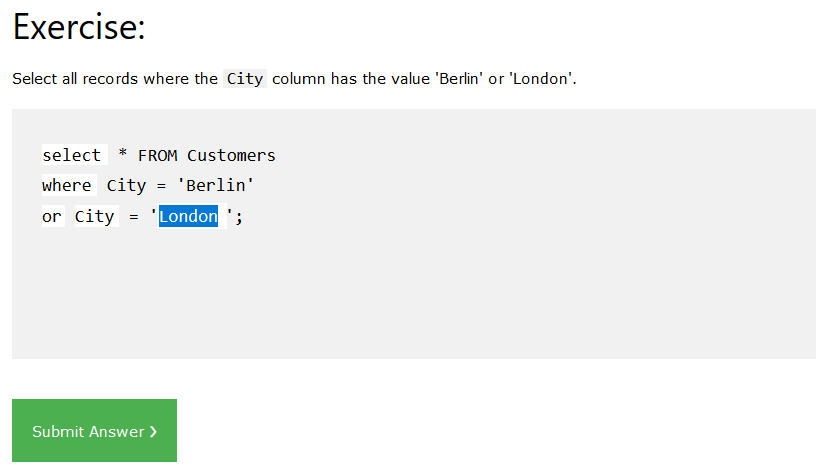 Exercise:
Select all records where the City column has the value 'Berlin' or 'London'.
select * FROM Customers
where City = 'Berlin'
or City = 'London';
Submit Answer ❯